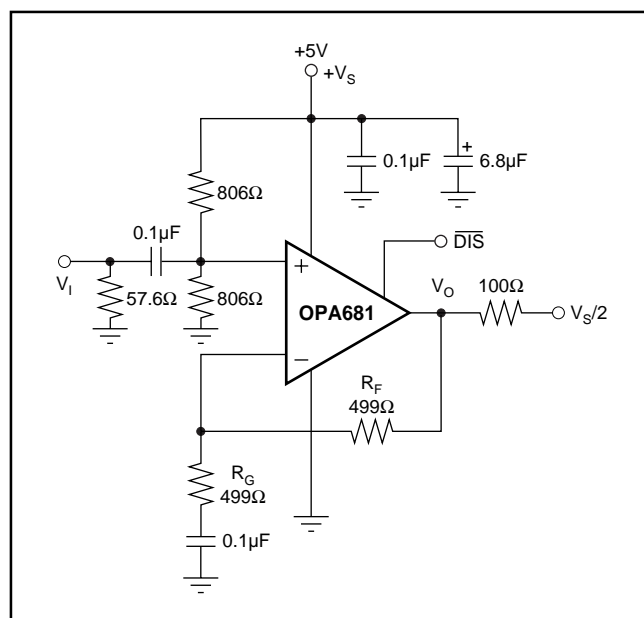 +5V
+V_S
0.1µF
6.8µF
806Ω
0.1µF
V_I
57.6Ω
806Ω
+
OPA681
−
DIS
V_O
100Ω
V_S/2
R_F
499Ω
R_G
499Ω
0.1µF
+